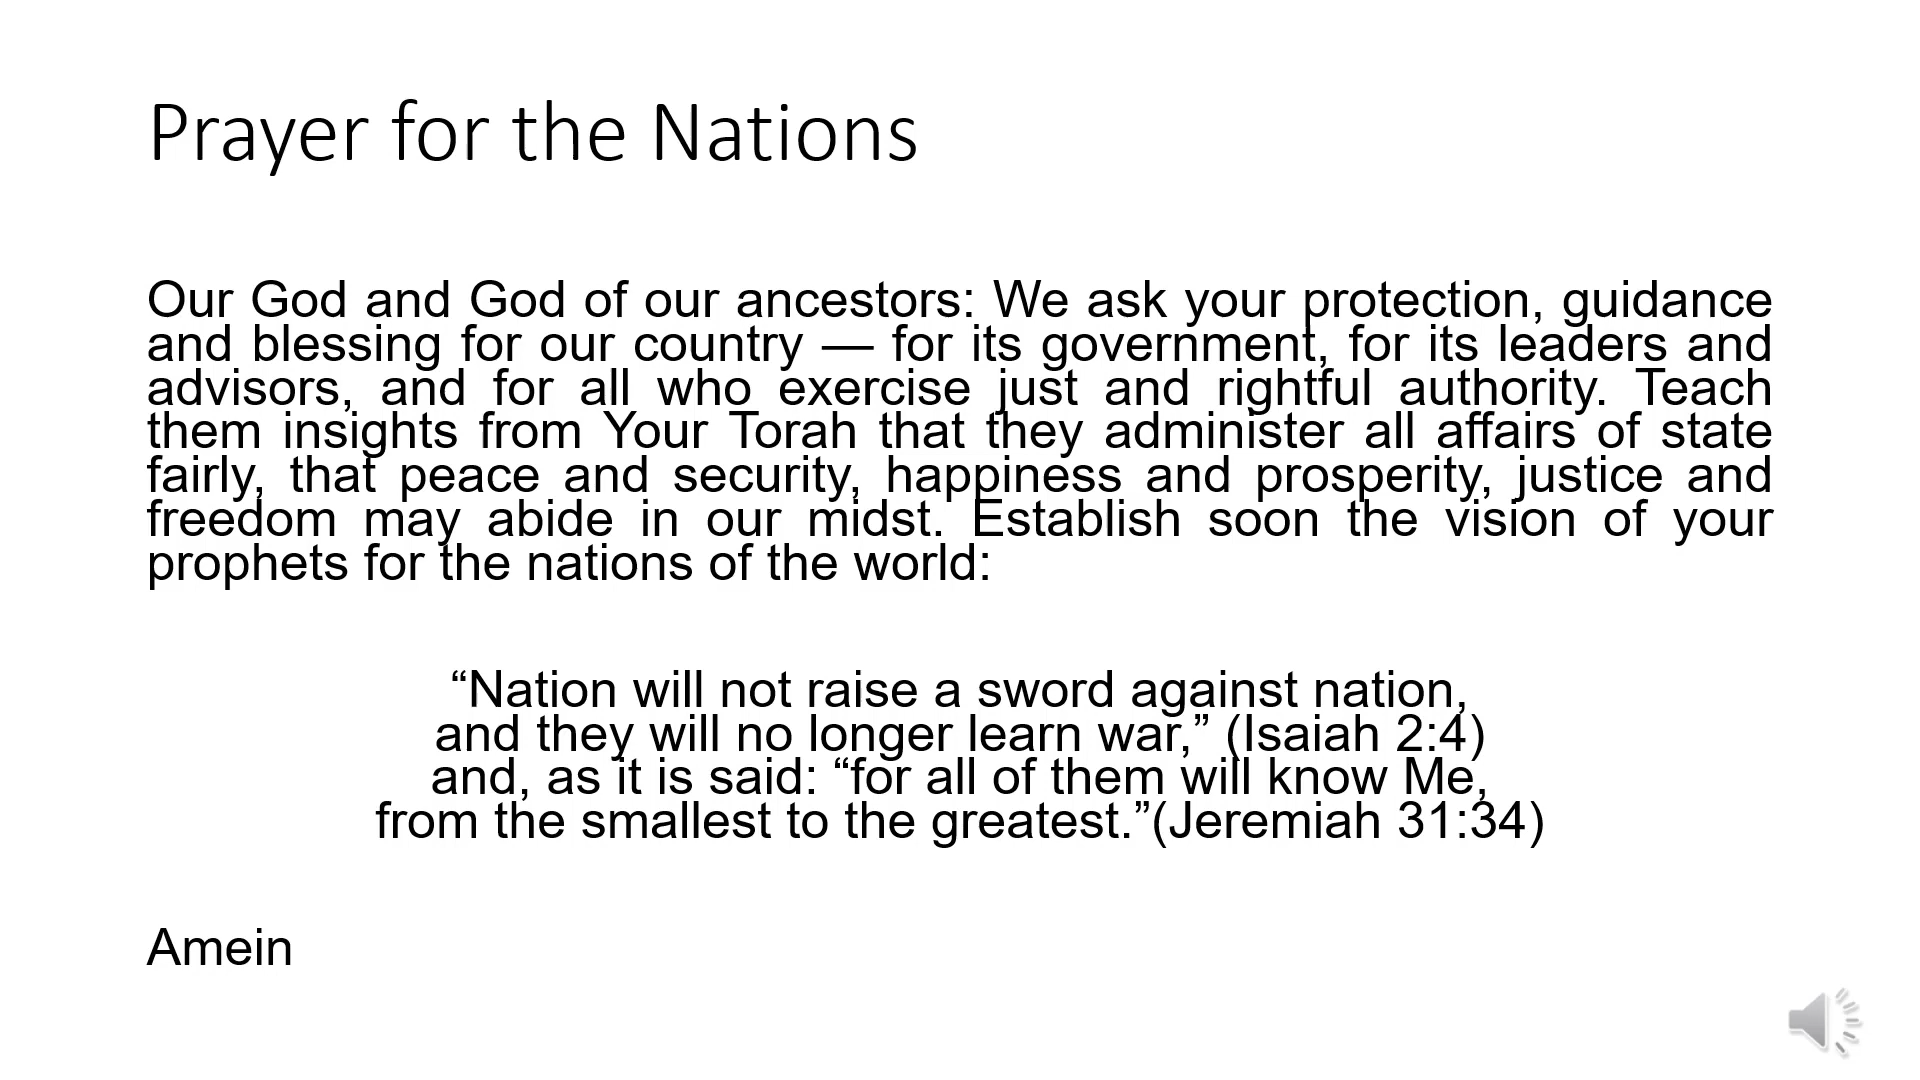 Prayer for the Nations
Our God and God of our ancestors: We ask your protection, guidance
and blessing for our country — for its government, for its leaders and
advisors, and for all who exercise just and rightful authority. Teach
them insights from Your Torah that they administer all affairs of state
fairly, that peace and security, happiness and prosperity, justice and
freedom may abide in our midst. Establish soon the vision of your
prophets for the nations of the world:
“Nation will not raise a sword against nation,
and they will no longer learn war,” (Isaiah 2:4)
and, as it is said: “for all of them will know Me,
from the smallest to the greatest.”(Jeremiah 31:34)
Amein